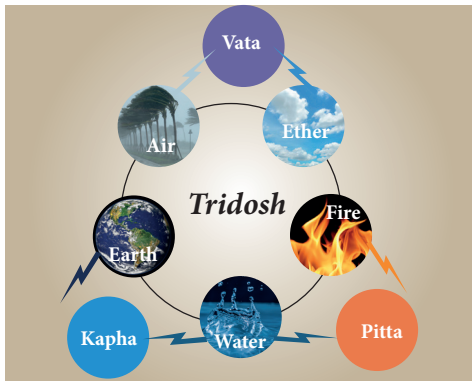 Vata
Air
Ether
Tridosh
Fire
Earth
Water
Kapha
Pitta